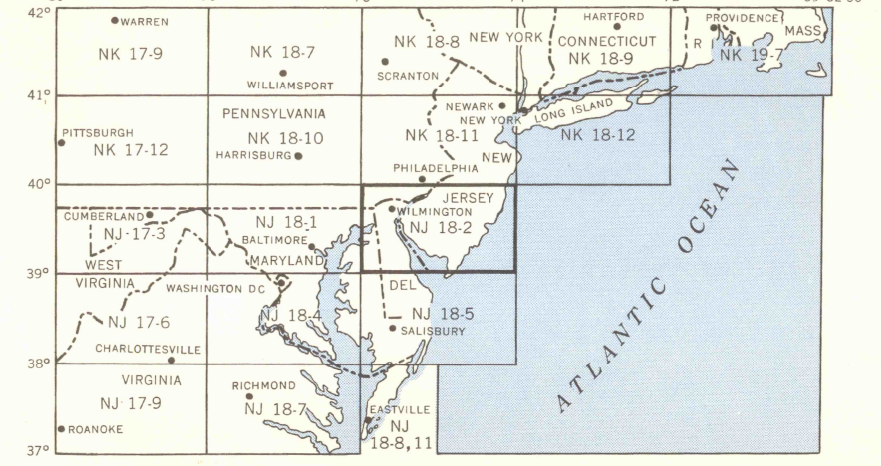 42°
WARREN
NK 17-9
NK 18-7
WILLIAMSPORT
NK 18-8
SCRANTON
NEW YORK
HARTFORD
CONNECTICUT
NK 18-9
PROVIDENCE
R
MASS
NK 19-7
41°
PITTSBURGH
NK 17-12
PENNSYLVANIA
NK 18-10
HARRISBURG
NEWARK
NEW YORK
NK 18-11
PHILADELPHIA
LONG ISLAND
NK 18-12
NEW
JERSEY
40°
CUMBERLAND
NJ 17-3
NJ 18-1
BALTIMORE
MARYLAND
WILMINGTON
NJ 18-2
39°
WEST
VIRGINIA
WASHINGTON DC
NJ 17-6
NJ 18-4
DEL
NJ 18-5
SALISBURY
CHARLOTTESVILLE
38°
VIRGINIA
NJ 17-9
RICHMOND
NJ 18-7
EASTVILLE
NJ
18-8, 11
ROANOKE
37°
ATLANTIC OCEAN